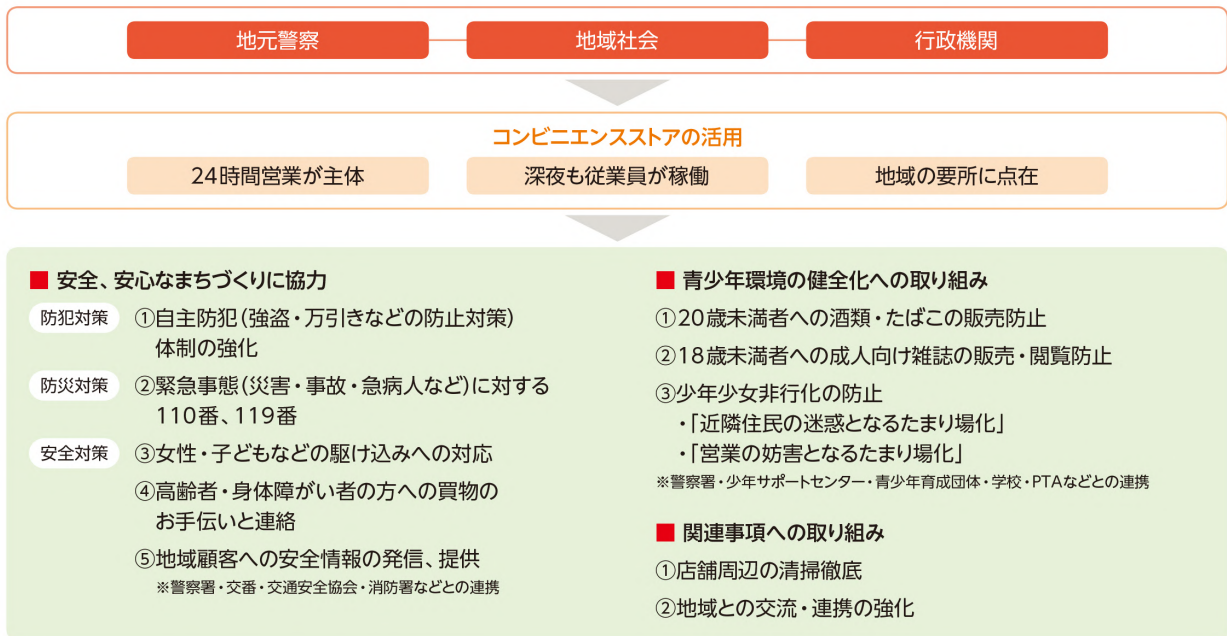 地元警察
地域社会
行政機関
コンビニエンスストアの活用
24時間営業が主体
深夜も従業員が稼働
地域の要所に点在
■ 安全、安心なまちづくりに協力
防犯対策 ①自主防犯(強盗・万引きなどの防止対策)
体制の強化
防災対策 ②緊急事態(災害・事故・急病人など)に対する
110番、119番
安全対策 ③女性・子どもなどの駆け込みへの対応
④高齢者・身体障がい者の方への買物の
お手伝いと連絡
⑤地域顧客への安全情報の発信、提供
※警察署・交番・交通安全協会・消防署などとの連携
■ 青少年環境の健全化への取り組み
①20歳未満者への酒類・たばこの販売防止
②18歳未満者への成人向け雑誌の販売・閲覧防止
③少年少女非行化の防止
・「近隣住民の迷惑となるたまり場化」
・「営業の妨害となるたまり場化」
※警察署・少年サポートセンター・青少年育成団体・学校・PTAなどとの連携
■ 関連事項への取り組み
①店舗周辺の清掃徹底
②地域との交流・連携の強化